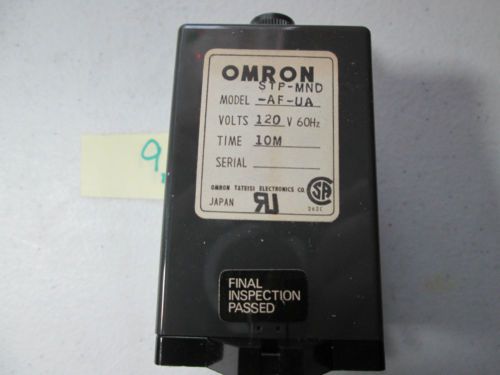 OMRON
STP-MND
MODEL -AF-UA
VOLTS 120 V 60Hz
TIME 10M
SERIAL
OMRON TATEISI ELECTRONICS CO.
JAPAN
SA
FINAL
INSPECTION
PASSED
9